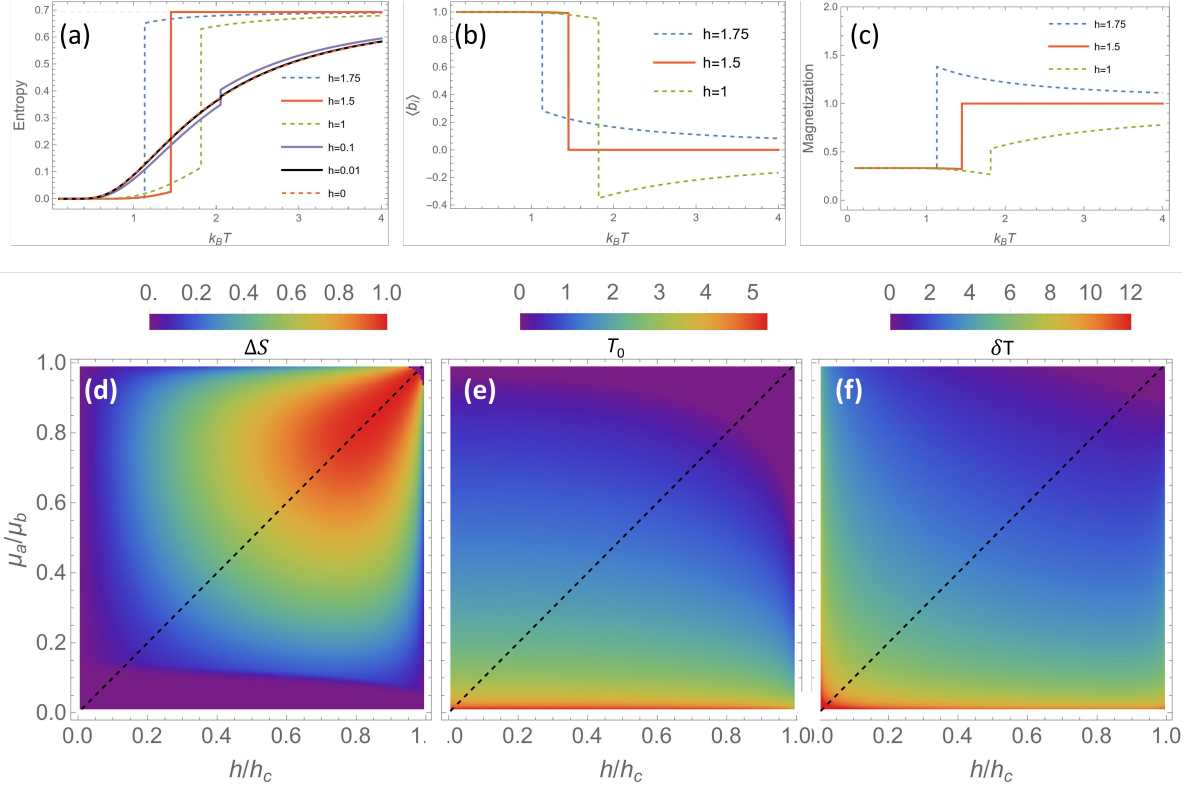 (a)
Entropy
0.7
0.6
0.5
0.4
0.3
0.2
0.1
0.0
1 2 3 4
k_B T
h=1.75
h=1.5
h=1
h=0.1
h=0.01
h=0
(b)
⟨b_i⟩
1.0
0.8
0.6
0.4
0.2
0.0
−0.2
−0.4
1 2 3 4
k_B T
h=1.75
h=1.5
h=1
(c)
Magnetization
2.0
1.5
1.0
0.5
0.0
0 1 2 3 4
k_B T
h=1.75
h=1.5
h=1
0. 0.2 0.4 0.6 0.8 1.0
ΔS
0 1 2 3 4 5
T_0
0 2 4 6 8 10 12
δT
(d)
μ_a/μ_b
1.0
0.8
0.6
0.4
0.2
0.0
0.0 0.2 0.4 0.6 0.8 1.
h/h_c
(e)
.0 0.2 0.4 0.6 0.8 1.0
h/h_c
(f)
0.0 0.2 0.4 0.6 0.8 1.0
h/h_c